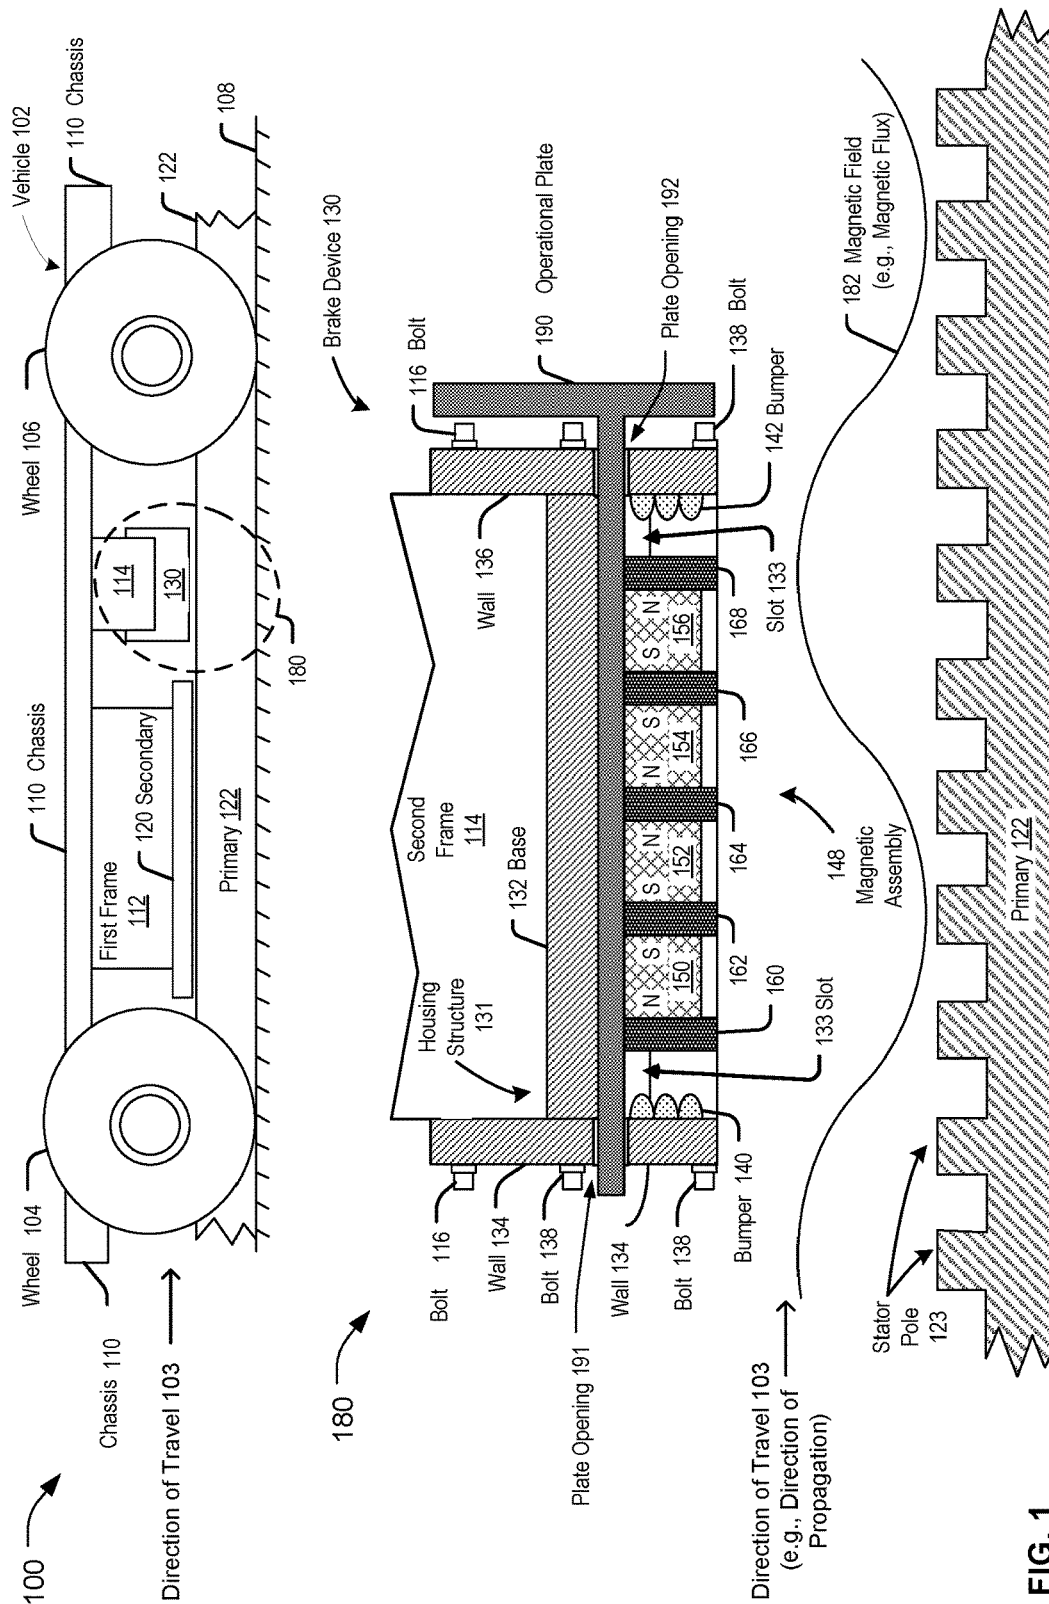 100
Chassis 110
Wheel 104
Vehicle 102
Wheel 106
110 Chassis
110 Chassis
First Frame
112
120 Secondary
114
130
122
108
Primary 122
180
Direction of Travel 103
180
Brake Device 130
Housing
Structure
131
132 Base
Second
Frame
114
Wall 136
116 Bolt
190 Operational Plate
Plate Opening 192
138 Bolt
142 Bumper
Bolt 116
Wall 134
Bolt 138
Plate Opening 191
Wall 134
Bolt 138
Bumper 140
133 Slot
160
N S
150
162
S N
152
164
N S
154
166
S N
156
168
Slot 133
148
Magnetic
Assembly
182 Magnetic Field
(e.g., Magnetic Flux)
Direction of Travel 103
(e.g., Direction of
Propagation)
Stator
Pole
123
Primary 122
FIG. 1